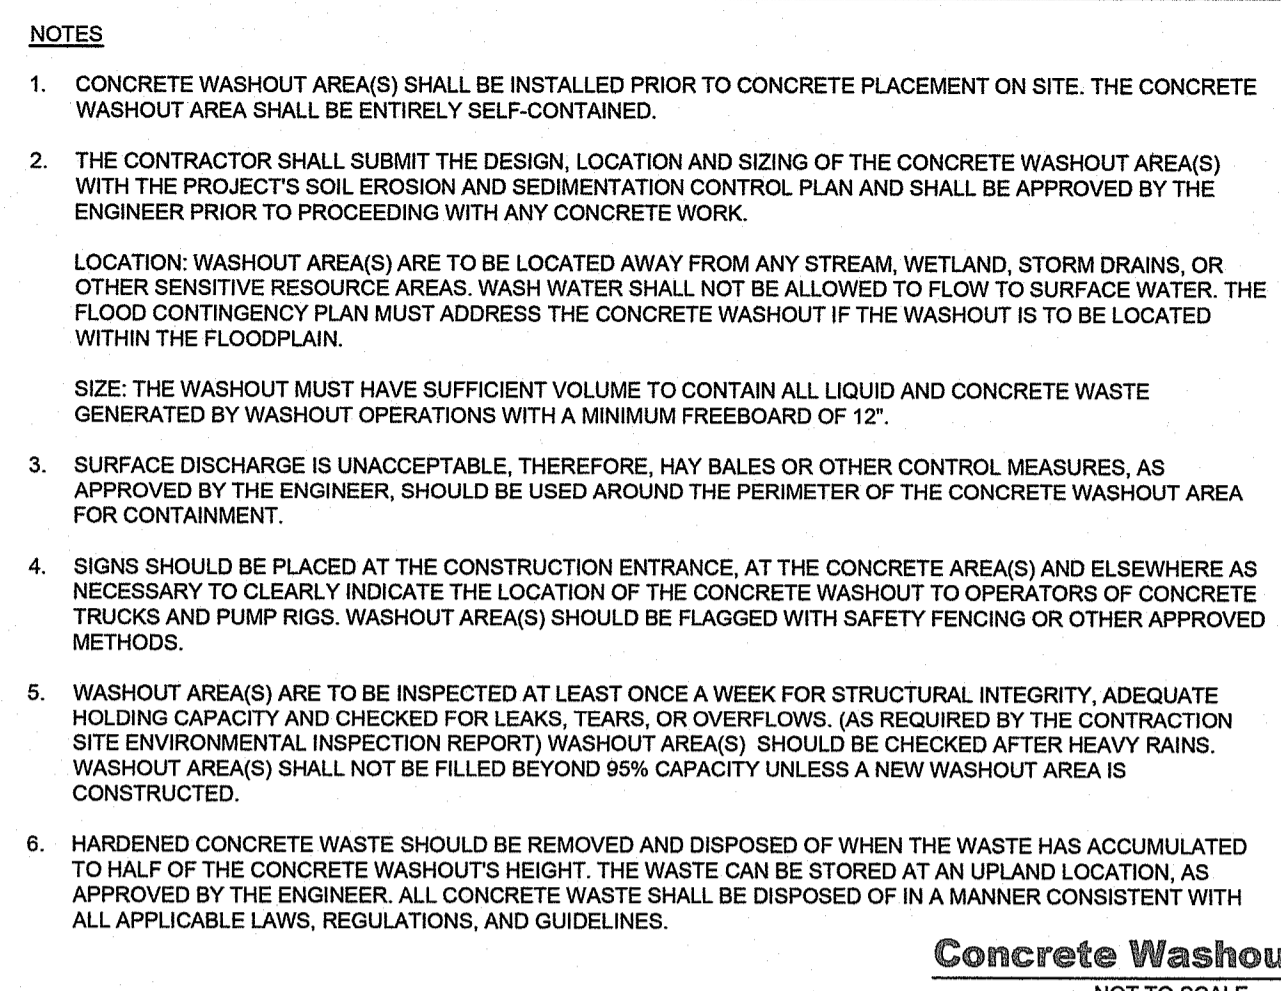 NOTES
1. CONCRETE WASHOUT AREA(S) SHALL BE INSTALLED PRIOR TO CONCRETE PLACEMENT ON SITE. THE CONCRETE
WASHOUT AREA SHALL BE ENTIRELY SELF-CONTAINED.
2. THE CONTRACTOR SHALL SUBMIT THE DESIGN, LOCATION AND SIZING OF THE CONCRETE WASHOUT AREA(S)
WITH THE PROJECT'S SOIL EROSION AND SEDIMENTATION CONTROL PLAN AND SHALL BE APPROVED BY THE
ENGINEER PRIOR TO PROCEEDING WITH ANY CONCRETE WORK.
LOCATION: WASHOUT AREA(S) ARE TO BE LOCATED AWAY FROM ANY STREAM, WETLAND, STORM DRAINS, OR
OTHER SENSITIVE RESOURCE AREAS. WASH WATER SHALL NOT BE ALLOWED TO FLOW TO SURFACE WATER. THE
FLOOD CONTINGENCY PLAN MUST ADDRESS THE CONCRETE WASHOUT IF THE WASHOUT IS TO BE LOCATED
WITHIN THE FLOODPLAIN.
SIZE: THE WASHOUT MUST HAVE SUFFICIENT VOLUME TO CONTAIN ALL LIQUID AND CONCRETE WASTE
GENERATED BY WASHOUT OPERATIONS WITH A MINIMUM FREEBOARD OF 12".
3. SURFACE DISCHARGE IS UNACCEPTABLE, THEREFORE, HAY BALES OR OTHER CONTROL MEASURES, AS
APPROVED BY THE ENGINEER, SHOULD BE USED AROUND THE PERIMETER OF THE CONCRETE WASHOUT AREA
FOR CONTAINMENT.
4. SIGNS SHOULD BE PLACED AT THE CONSTRUCTION ENTRANCE, AT THE CONCRETE AREA(S) AND ELSEWHERE AS
NECESSARY TO CLEARLY INDICATE THE LOCATION OF THE CONCRETE WASHOUT TO OPERATORS OF CONCRETE
TRUCKS AND PUMP RIGS. WASHOUT AREA(S) SHOULD BE FLAGGED WITH SAFETY FENCING OR OTHER APPROVED
METHODS.
5. WASHOUT AREA(S) ARE TO BE INSPECTED AT LEAST ONCE A WEEK FOR STRUCTURAL INTEGRITY, ADEQUATE
HOLDING CAPACITY AND CHECKED FOR LEAKS, TEARS, OR OVERFLOWS. (AS REQUIRED BY THE CONTRACTION
SITE ENVIRONMENTAL INSPECTION REPORT) WASHOUT AREA(S) SHOULD BE CHECKED AFTER HEAVY RAINS.
WASHOUT AREA(S) SHALL NOT BE FILLED BEYOND 95% CAPACITY UNLESS A NEW WASHOUT AREA IS
CONSTRUCTED.
6. HARDENED CONCRETE WASTE SHOULD BE REMOVED AND DISPOSED OF WHEN THE WASTE HAS ACCUMULATED
TO HALF OF THE CONCRETE WASHOUT'S HEIGHT. THE WASTE CAN BE STORED AT AN UPLAND LOCATION, AS
APPROVED BY THE ENGINEER. ALL CONCRETE WASTE SHALL BE DISPOSED OF IN A MANNER CONSISTENT WITH
ALL APPLICABLE LAWS, REGULATIONS, AND GUIDELINES.
Concrete Washou
NOT TO SCALE